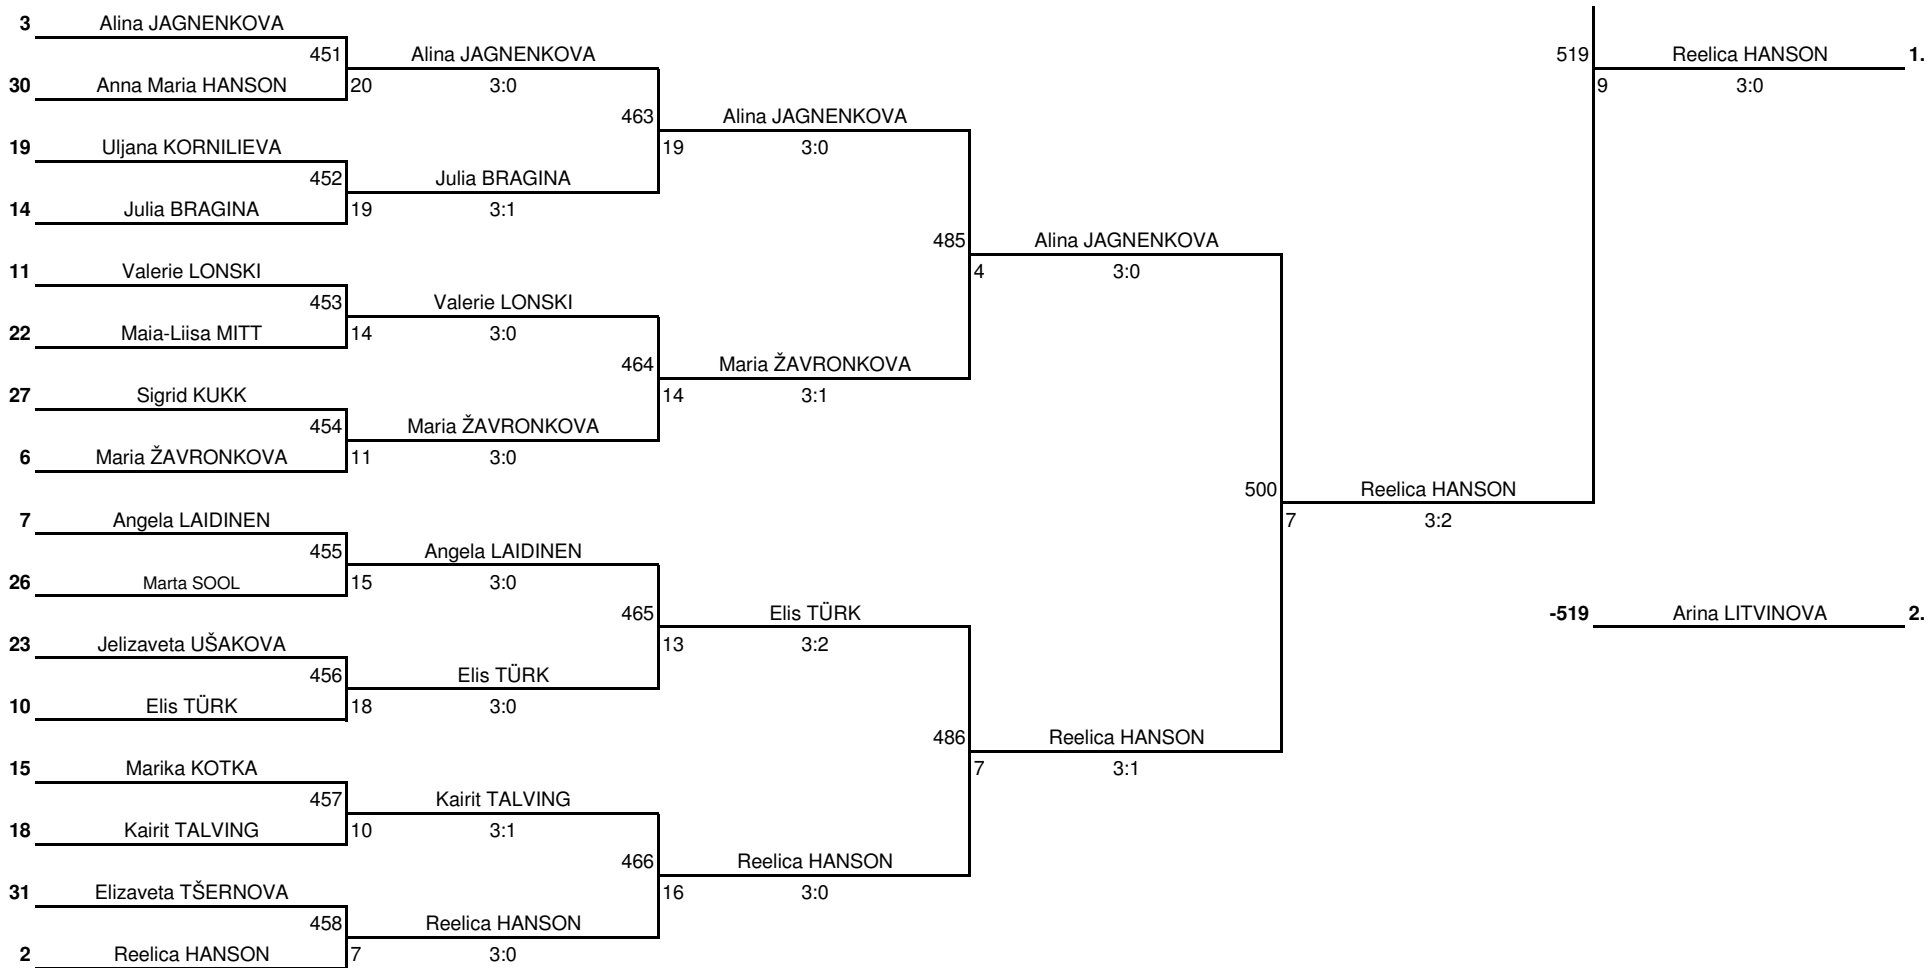 3 Alina JAGNENKOVA
451 Alina JAGNENKOVA 519 Reelica HANSON 1.
30 Anna Maria HANSON 20 3:0 9 3:0
463 Alina JAGNENKOVA
19 Uljana KORNILIEVA 19 3:0
452 Julia BRAGINA
14 Julia BRAGINA 19 3:1
485 Alina JAGNENKOVA
11 Valerie LONSKI 4 3:0
453 Valerie LONSKI
22 Maia-Liisa MITT 14 3:0
464 Maria ŽAVRONKOVA
27 Sigrid KUKK 14 3:1
454 Maria ŽAVRONKOVA
6 Maria ŽAVRONKOVA 11 3:0
500 Reelica HANSON
7 Angela LAIDINEN 7 3:2
455 Angela LAIDINEN
26 Marta SOOL 15 3:0
465 Elis TÜRK -519 Arina LITVINOVA 2.
23 Jelizaveta UŠAKOVA 13 3:2
456 Elis TÜRK
10 Elis TÜRK 18 3:0
486 Reelica HANSON
15 Marika KOTKA 7 3:1
457 Kairit TALVING
18 Kairit TALVING 10 3:1
466 Reelica HANSON
31 Elizaveta TŠERNOVA 16 3:0
458 Reelica HANSON
2 Reelica HANSON 7 3:0